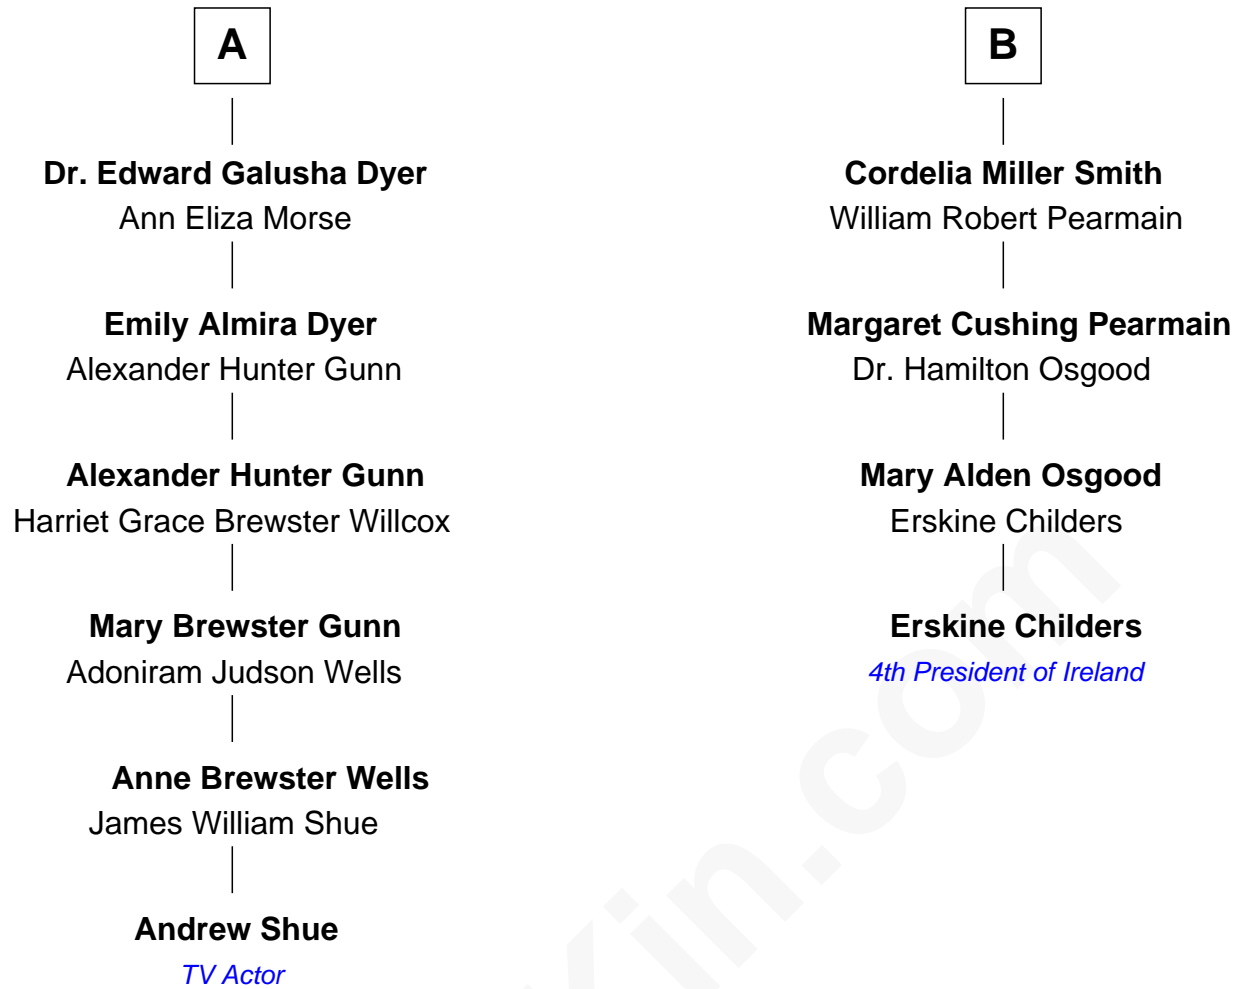 A
Dr. Edward Galusha Dyer
Ann Eliza Morse
Emily Almira Dyer
Alexander Hunter Gunn
Alexander Hunter Gunn
Harriet Grace Brewster Willcox
Mary Brewster Gunn
Adoniram Judson Wells
Anne Brewster Wells
James William Shue
Andrew Shue
TV Actor
B
Cordelia Miller Smith
William Robert Pearmain
Margaret Cushing Pearmain
Dr. Hamilton Osgood
Mary Alden Osgood
Erskine Childers
Erskine Childers
4th President of Ireland
Kin.com